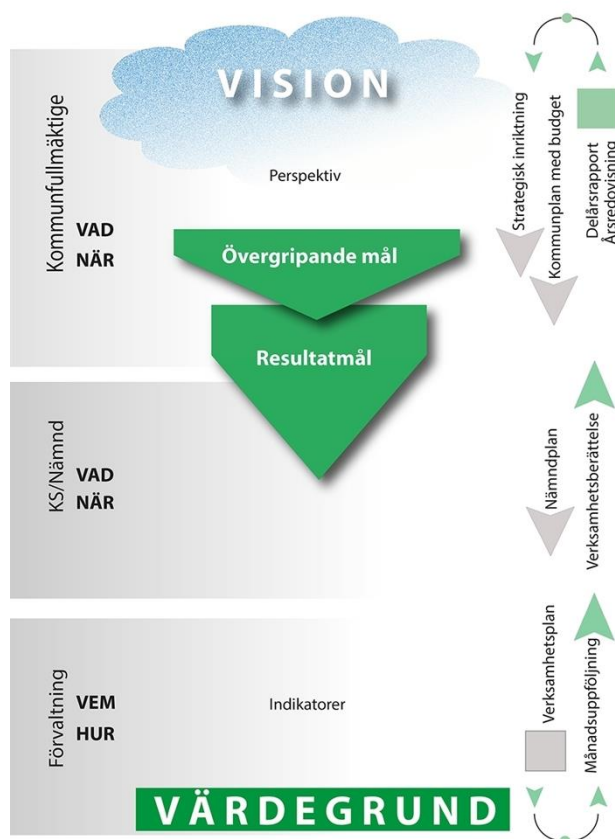 VISION
Perspektiv
Kommunfullmäktige
VAD
NÄR
Övergripande mål
Resultatmål
Strategisk inriktning
Kommunplan med budget
Delårsrapport
Årsredovisning
KS/Nämnd
VAD
NÄR
Nämndplan
Verksamhetsberättelse
Förvaltning
VEM
HUR
Indikatorer
Verksamhetsplan
Månadsuppföljning
VÄRDEGRUND